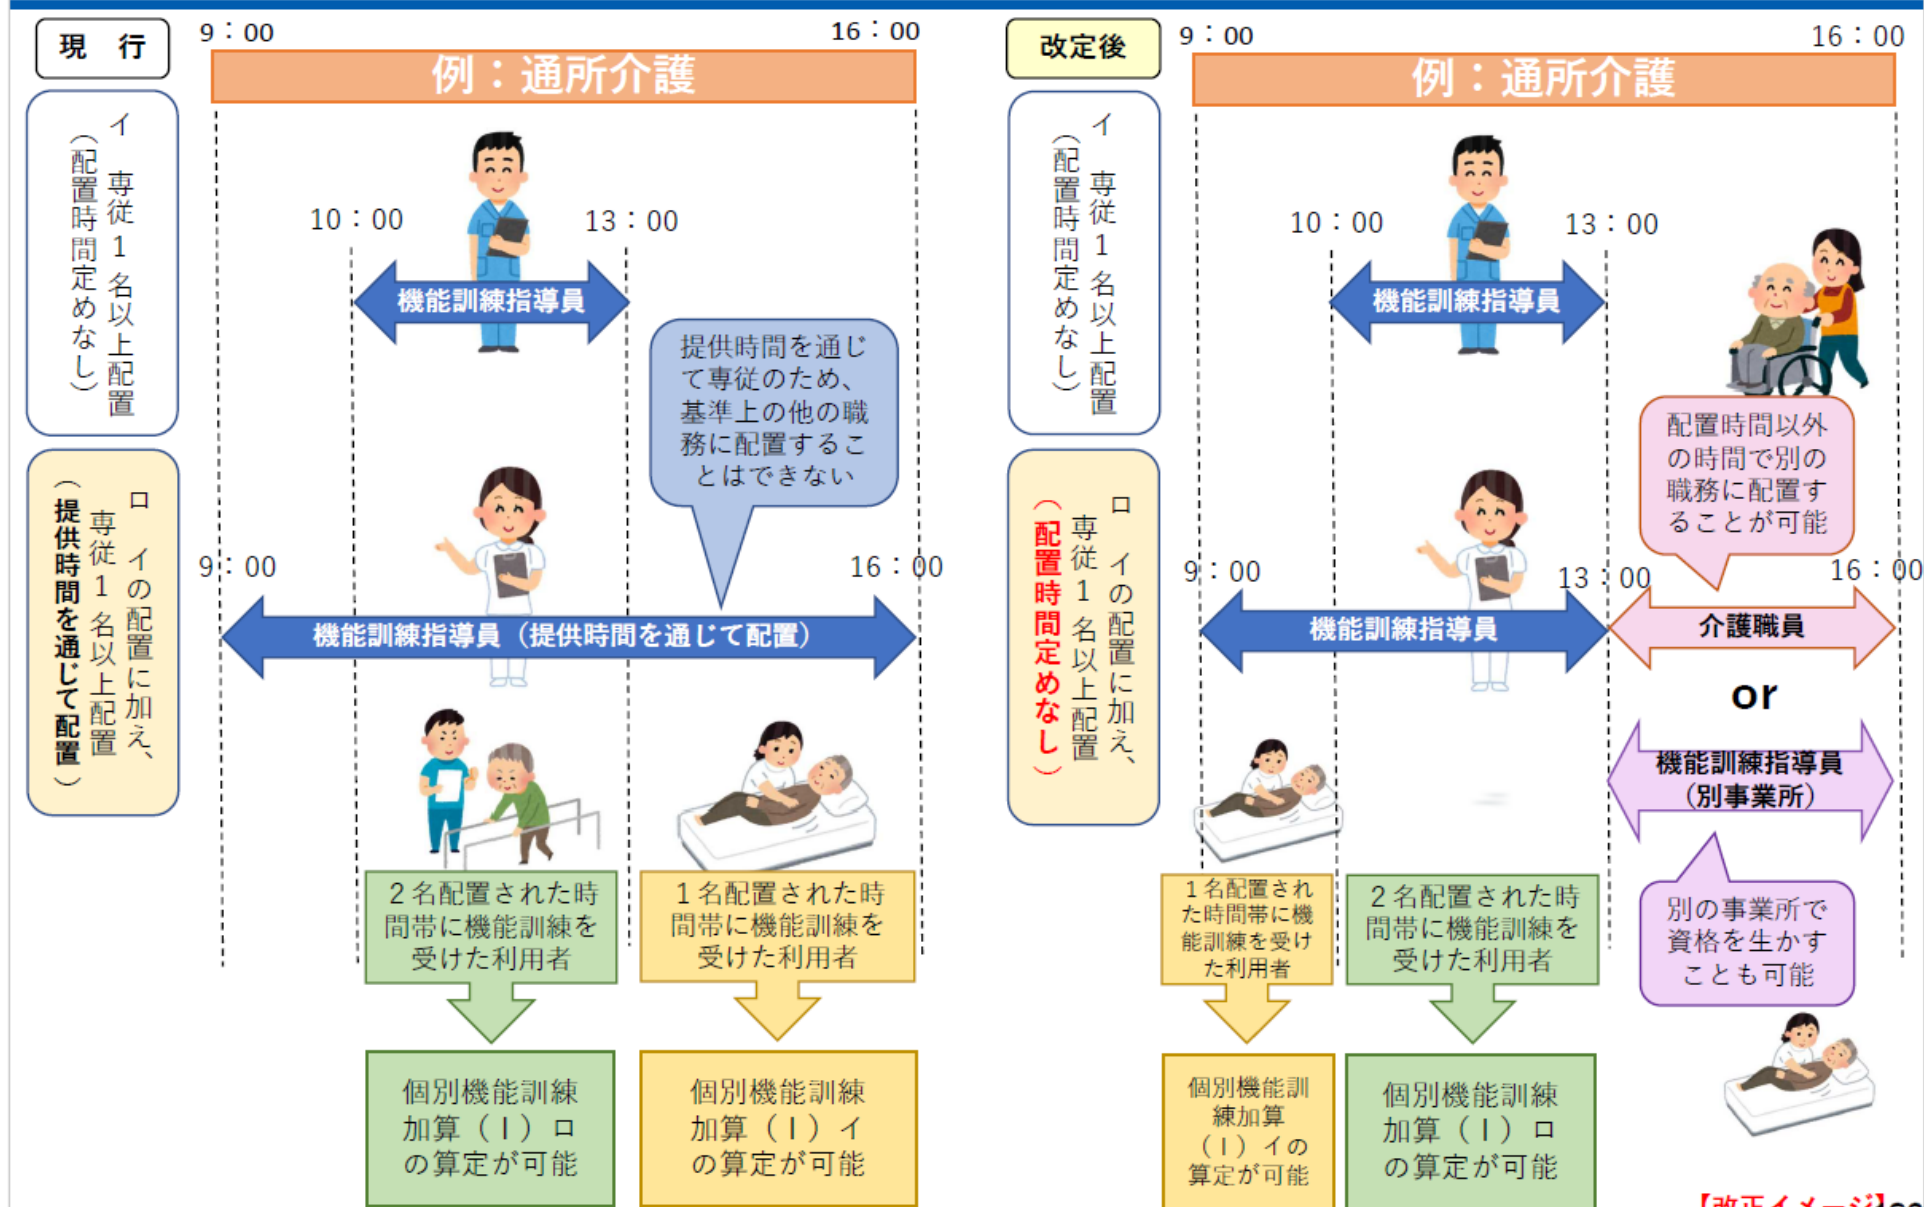 現　行
9：00
16：00
例：通所介護
イ　専従１名以上配置
（配置時間定めなし）
10：00
13：00
機能訓練指導員
提供時間を通じ
て専従のため、
基準上の他の職
務に配置するこ
とはできない
ロ　イの配置に加え、
専従１名以上配置
（提供時間を通じて配置）
9：00
16：00
機能訓練指導員（提供時間を通じて配置）
２名配置された時
間帯に機能訓練を
受けた利用者
１名配置された時
間帯に機能訓練を
受けた利用者
個別機能訓練
加算（Ⅰ）ロ
の算定が可能
個別機能訓練
加算（Ⅰ）イ
の算定が可能
改定後
9：00
16：00
例：通所介護
イ　専従１名以上配置
（配置時間定めなし）
10：00
13：00
機能訓練指導員
配置時間以外
の時間で別の
職務に配置す
ることが可能
ロ　イの配置に加え、
専従１名以上配置
（配置時間定めなし）
9：00
13：00
16：00
機能訓練指導員
介護職員
or
機能訓練指導員
（別事業所）
別の事業所で
資格を生かす
ことも可能
１名配置され
た時間帯に機
能訓練を受け
た利用者
２名配置された時
間帯に機能訓練を
受けた利用者
個別機能訓
練加算
（Ⅰ）イの
算定が可能
個別機能訓練
加算（Ⅰ）ロ
の算定が可能
【改正イメージ】